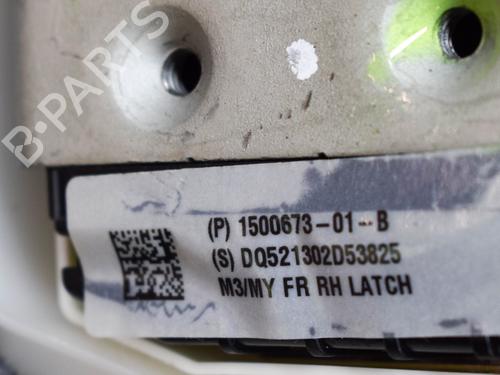 B-PARTS
(P) 1500673-01-B
(S) DQ521302D53825
M3/MY FR RH LATCH